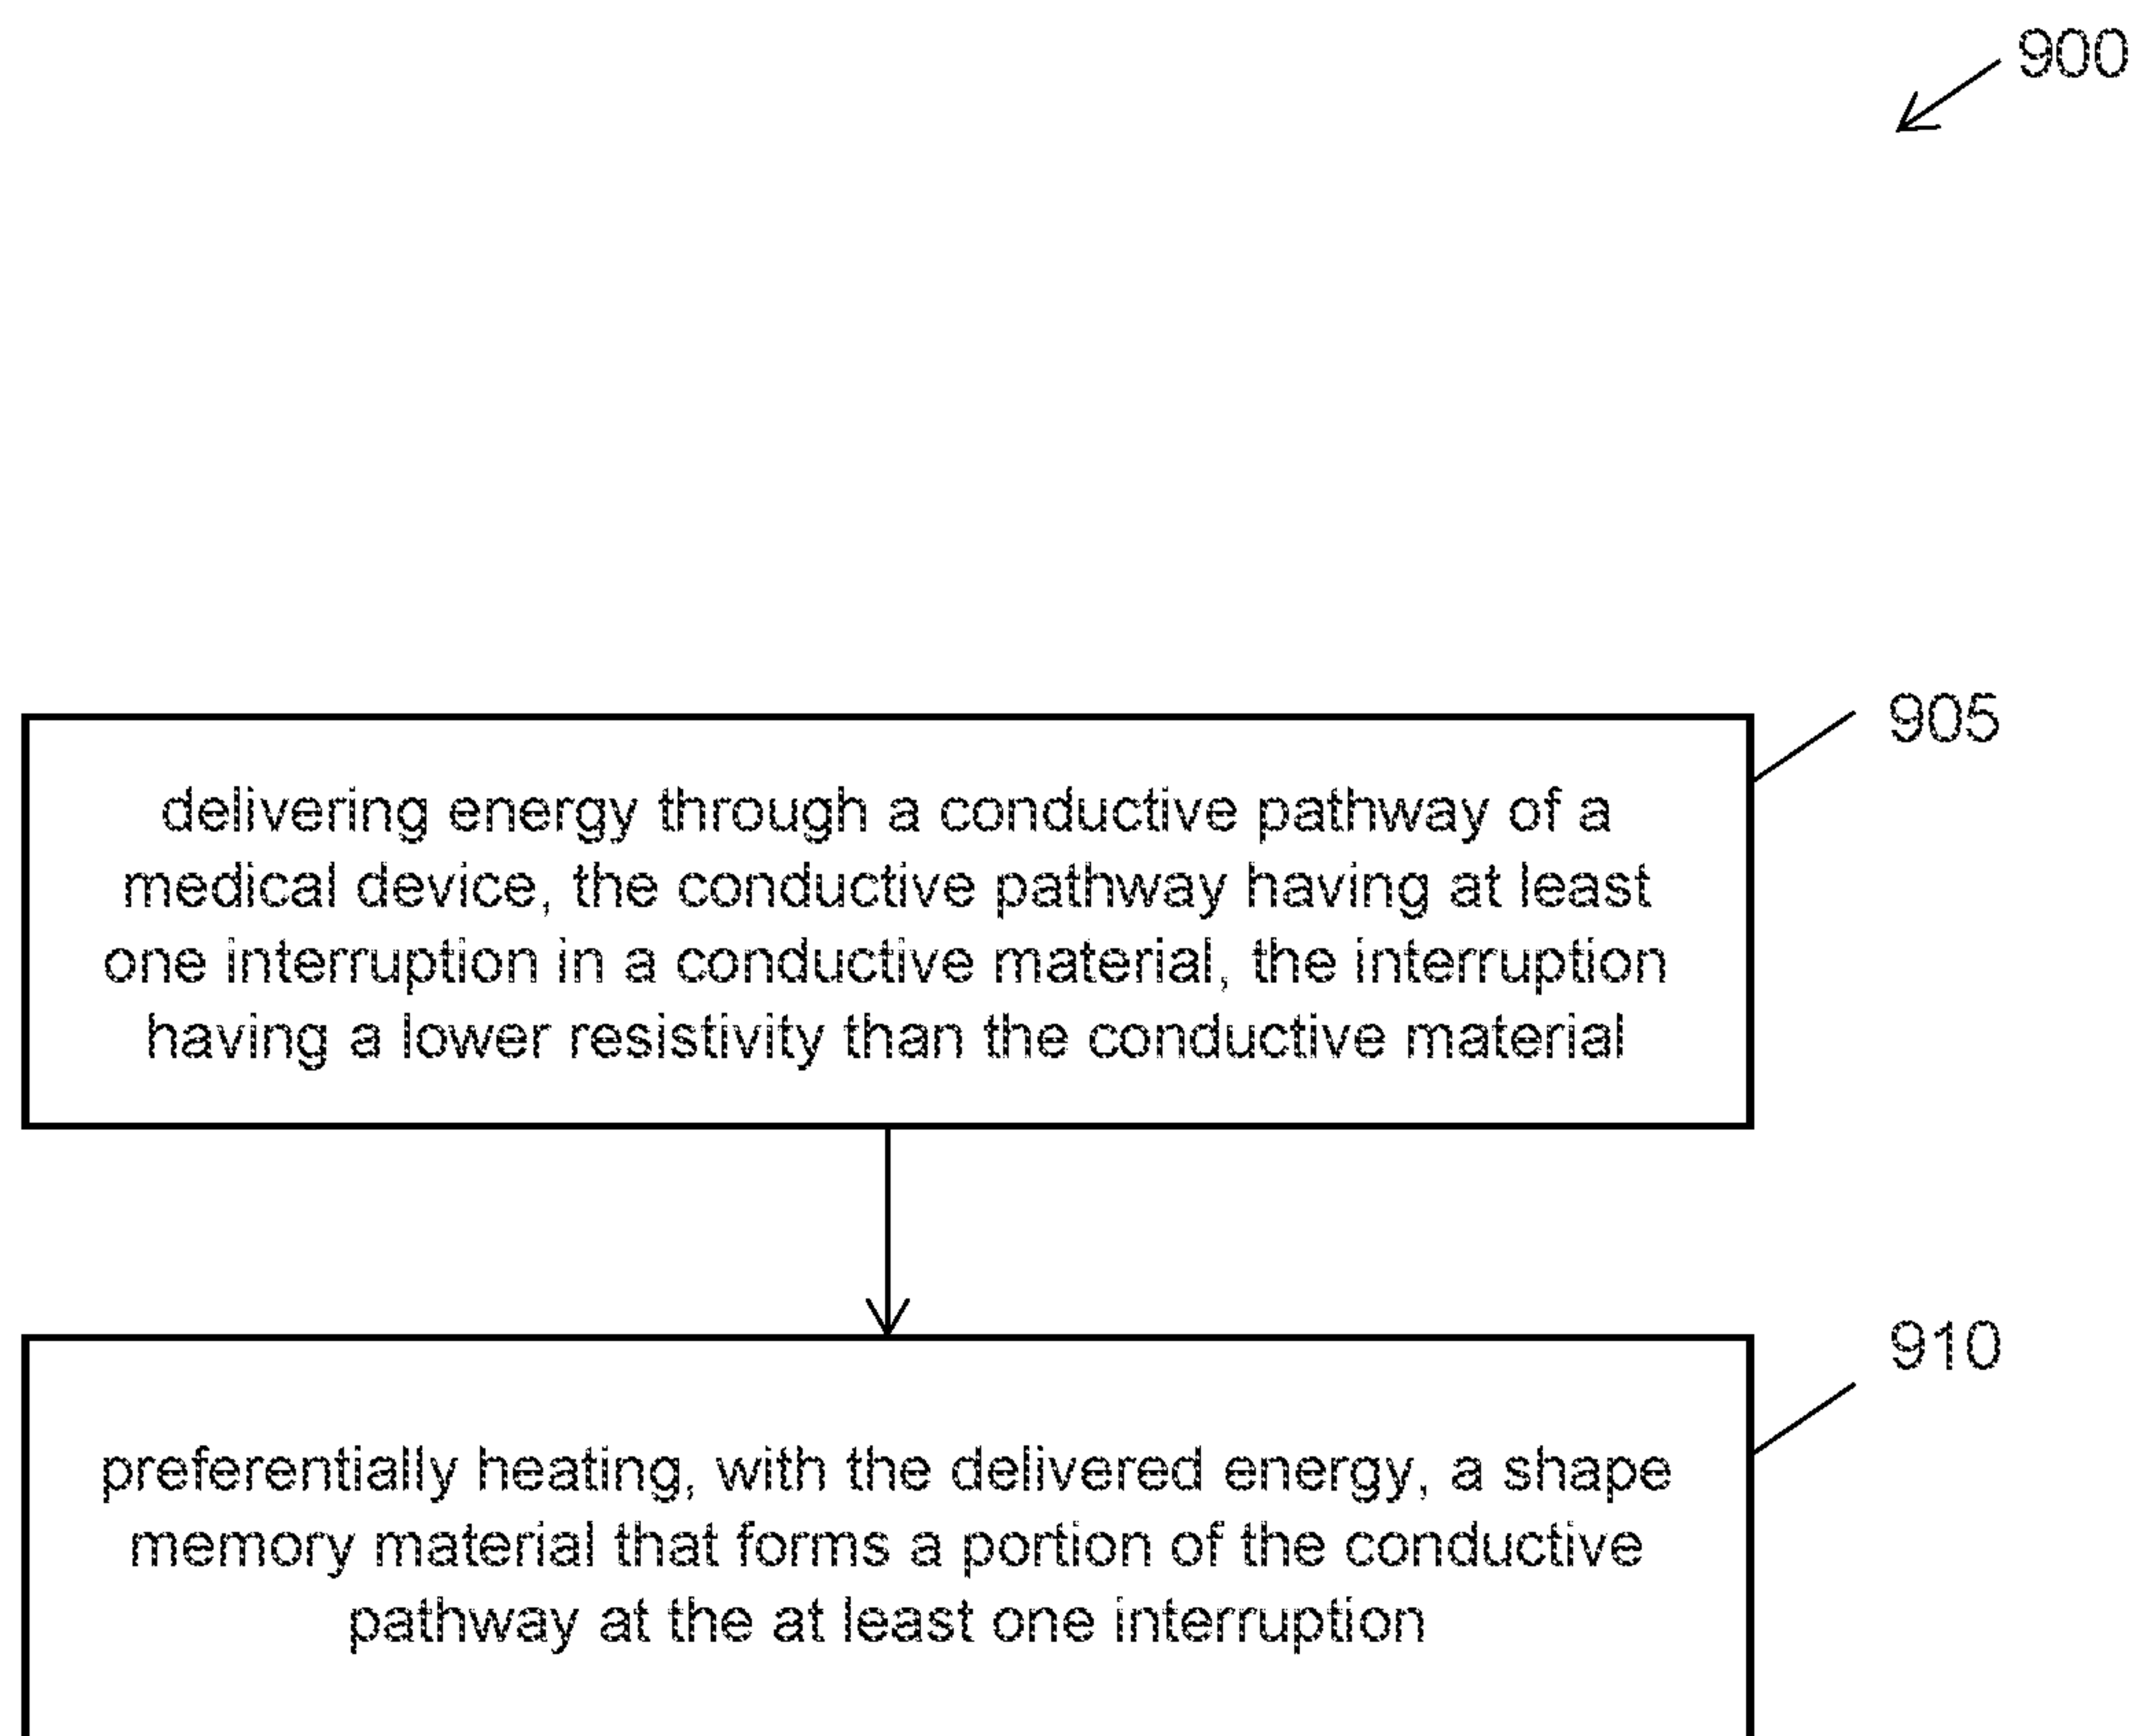 900
905
delivering energy through a conductive pathway of a
medical device, the conductive pathway having at least
one interruption in a conductive material, the interruption
having a lower resistivity than the conductive material
910
preferentially heating, with the delivered energy, a shape
memory material that forms a portion of the conductive
pathway at the at least one interruption